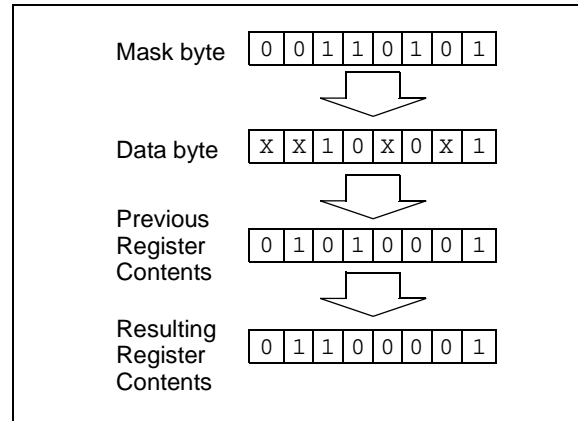 Mask byte 0 0 1 1 0 1 0 1
Data byte X X 1 0 X 0 X 1
Previous
Register
Contents
0 1 0 1 0 0 0 1
Resulting
Register
Contents
0 1 1 0 0 0 0 1